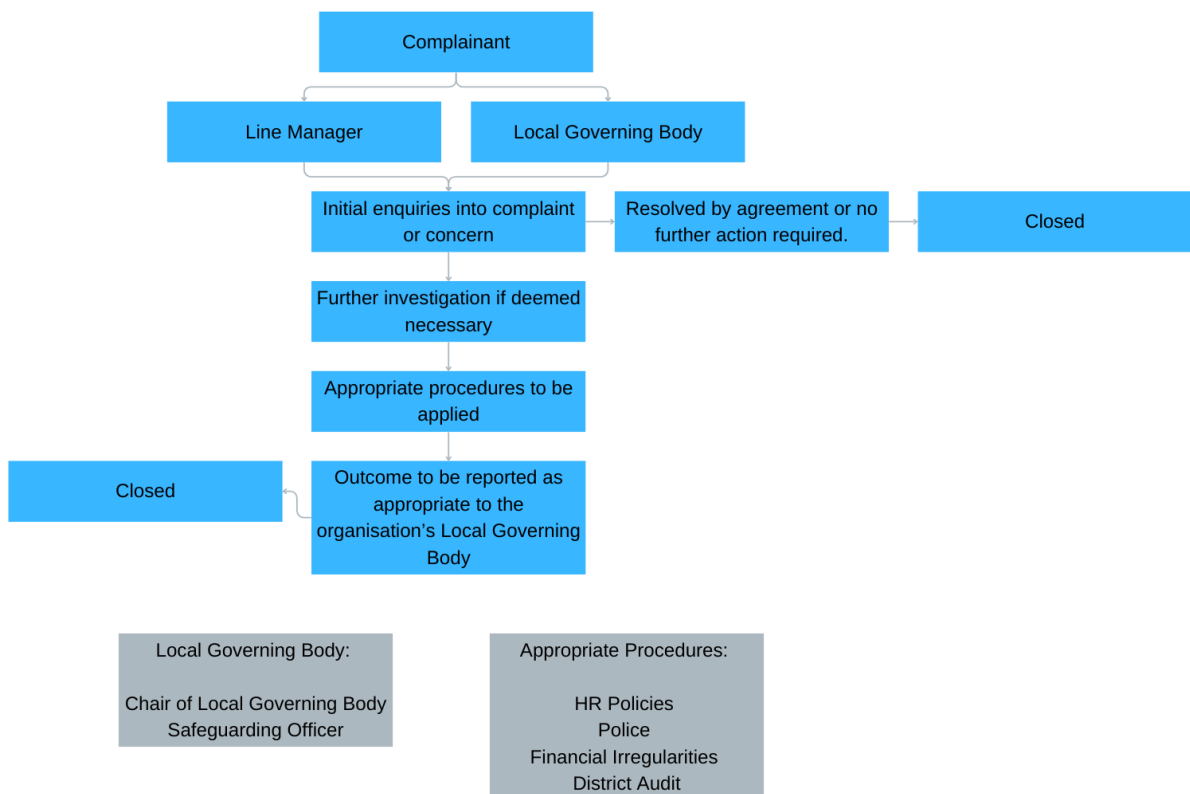 Complainant
Line Manager
Local Governing Body
Initial enquiries into complaint
or concern
Resolved by agreement or no
further action required.
Closed
Further investigation if deemed
necessary
Appropriate procedures to be
applied
Closed
Outcome to be reported as
appropriate to the
organisation’s Local Governing
Body
Local Governing Body:
Chair of Local Governing Body
Safeguarding Officer
Appropriate Procedures:
HR Policies
Police
Financial Irregularities
District Audit